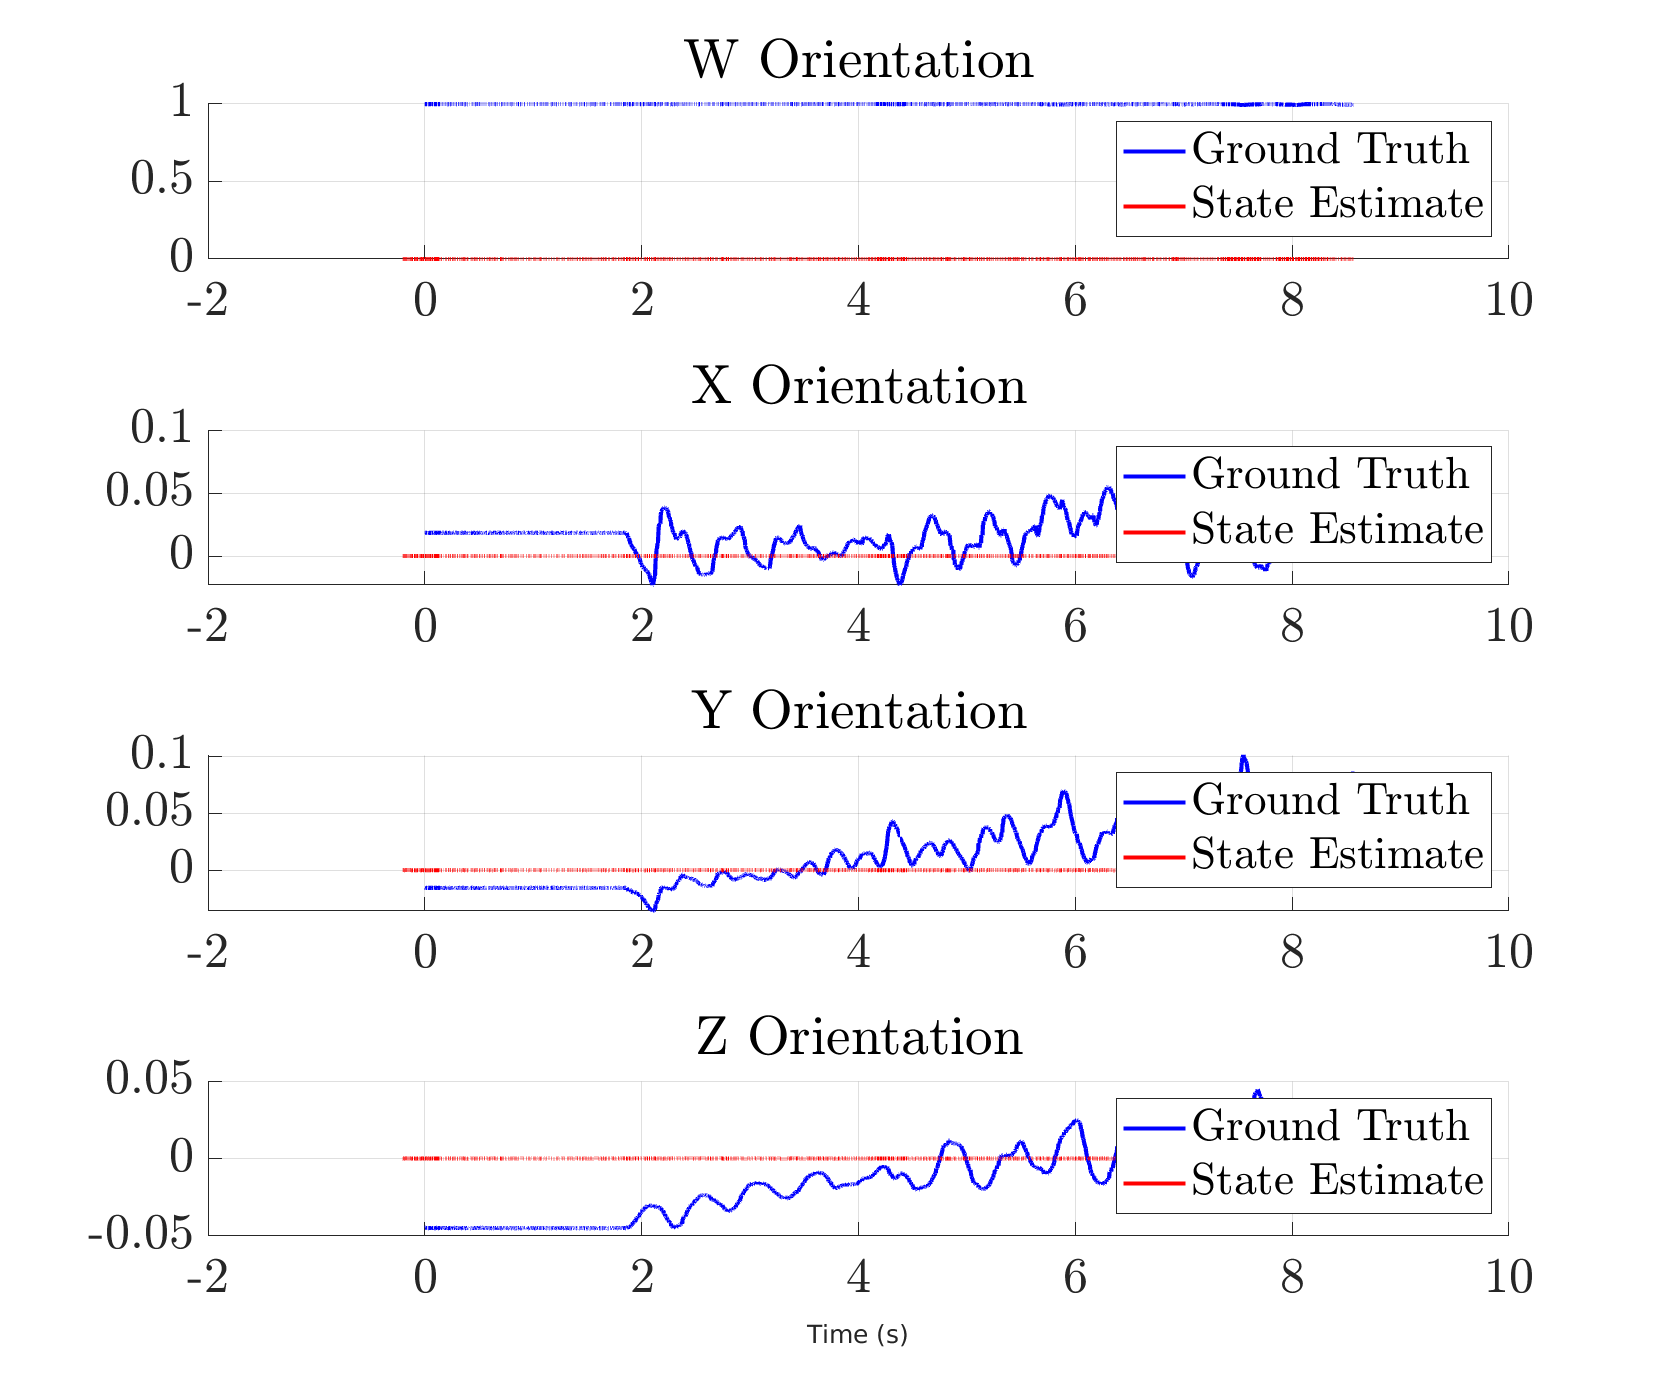 W Orientation
1
0.5
0
Ground Truth
State Estimate
-2 0 2 4 6 8 10
X Orientation
0.1
0.05
0
Ground Truth
State Estimate
-2 0 2 4 6 8 10
Y Orientation
0.1
0.05
0
Ground Truth
State Estimate
-2 0 2 4 6 8 10
Z Orientation
0.05
0
-0.05
Ground Truth
State Estimate
-2 0 2 4 6 8 10
Time (s)